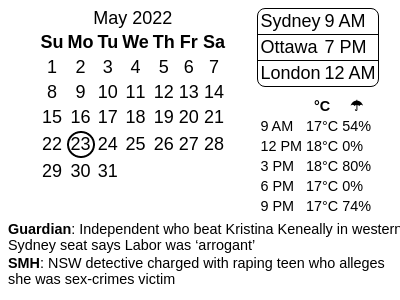 May 2022
Su Mo Tu We Th Fr Sa
1 2 3 4 5 6 7
8 9 10 11 12 13 14
15 16 17 18 19 20 21
22 23 24 25 26 27 28
29 30 31
Sydney 9 AM
Ottawa 7 PM
London 12 AM
°C ☂
9 AM 17°C 54%
12 PM 18°C 0%
3 PM 18°C 80%
6 PM 17°C 0%
9 PM 17°C 74%
Guardian: Independent who beat Kristina Keneally in western
Sydney seat says Labor was ‘arrogant’
SMH: NSW detective charged with raping teen who alleges
she was sex-crimes victim